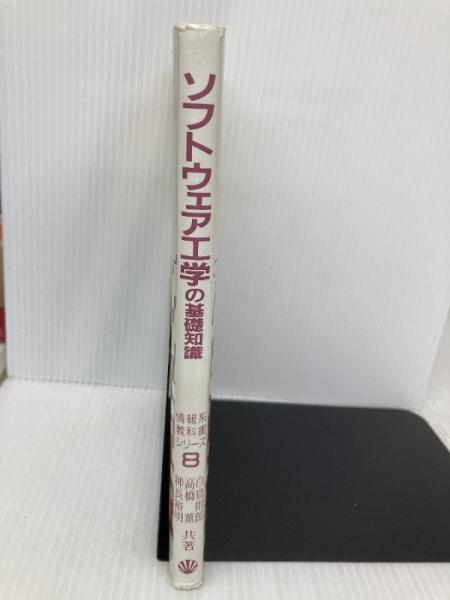 ソフトウェア工学の基礎知識
情報系
教科書
シリーズ
8
白鳥則郎
高橋薫
神長裕明
共著